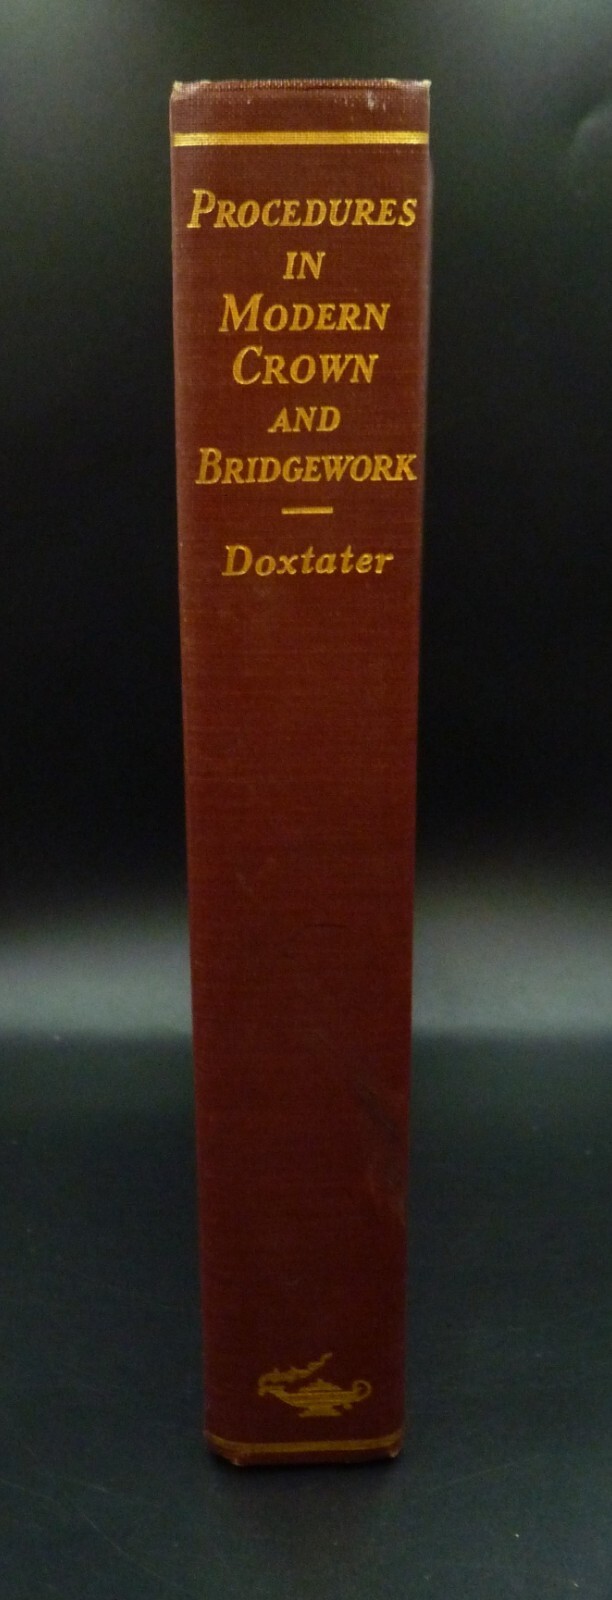 PROCEDURES
IN
MODERN
CROWN
AND
BRIDGEWORK
Doxtater